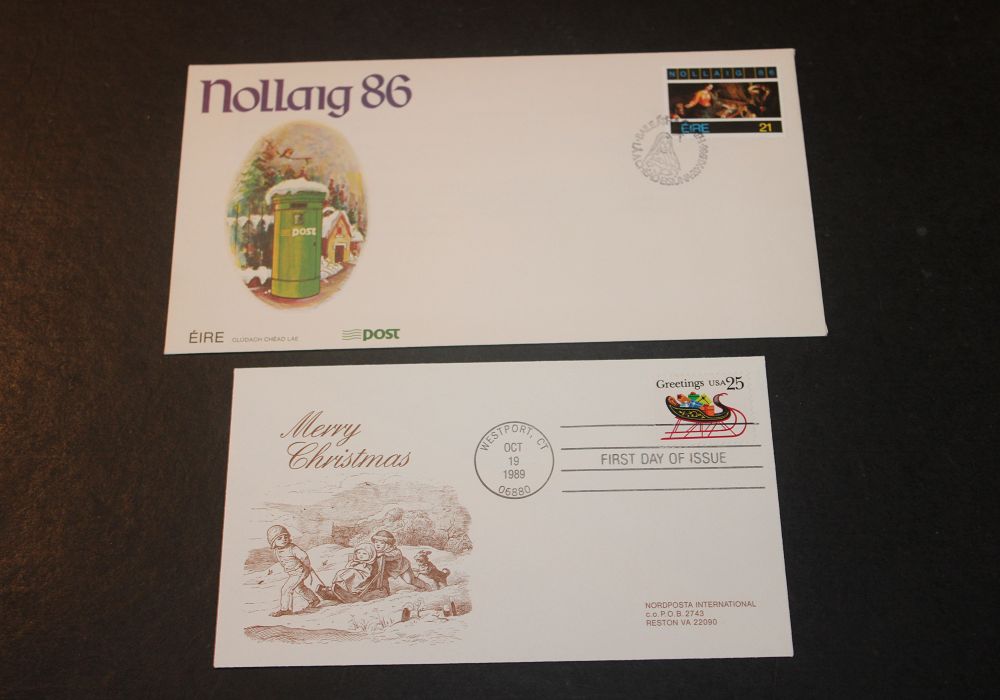 Nollaig 86
NOLLAIG 86
ÉIRE 21
post
ÉIRE CLÚDACH CHÉAD LAE
post
Greetings USA 25
Merry
Christmas
WESTPORT, CT
OCT
19
1989
06880
FIRST DAY OF ISSUE
NORDPOSTA INTERNATIONAL
c.o.P.O.B. 2743
RESTON VA 22090